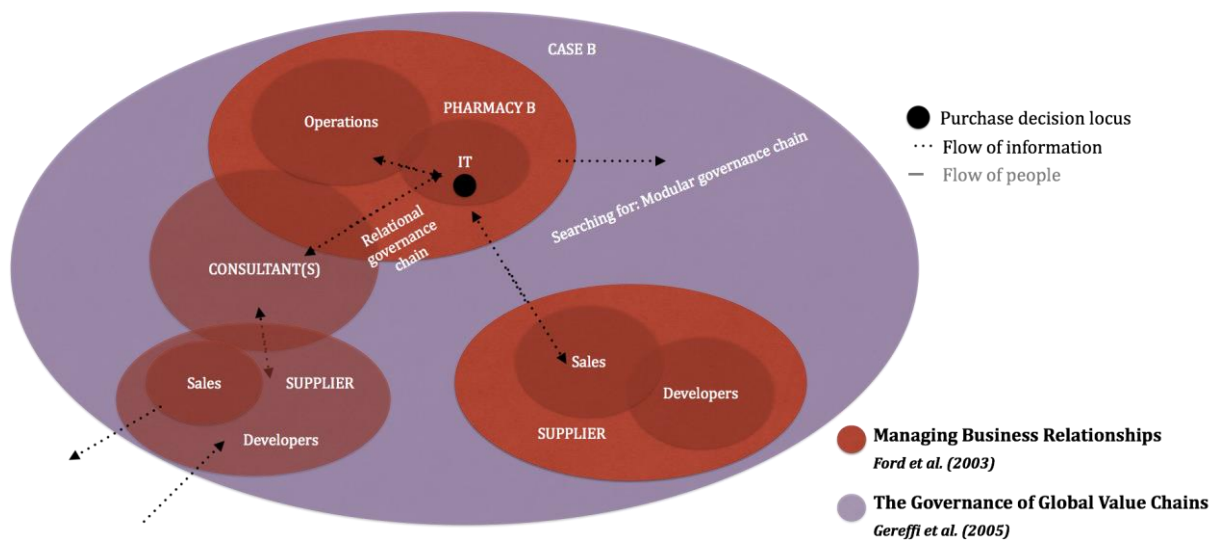 CASE B
Operations
PHARMACY B
IT
Relational
governance
chain
Searching for: Modular governance chain
CONSULTANT(S)
Sales
SUPPLIER
Developers
Sales
Developers
SUPPLIER
Purchase decision locus
Flow of information
Flow of people
Managing Business Relationships
Ford et al. (2003)
The Governance of Global Value Chains
Gereffi et al. (2005)